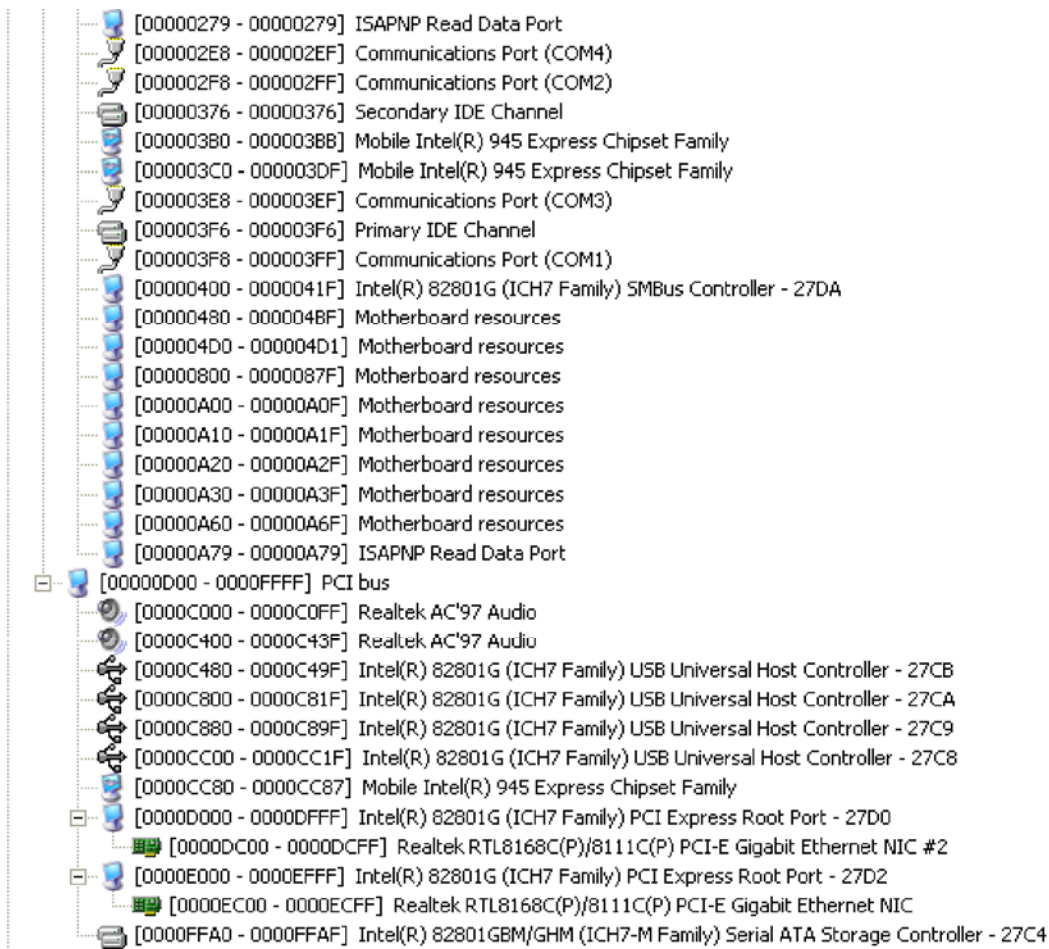 [00000279 - 00000279] ISAPNP Read Data Port
[000002E8 - 000002EF] Communications Port (COM4)
[000002F8 - 000002FF] Communications Port (COM2)
[00000376 - 00000376] Secondary IDE Channel
[000003B0 - 000003BB] Mobile Intel(R) 945 Express Chipset Family
[000003C0 - 000003DF] Mobile Intel(R) 945 Express Chipset Family
[000003E8 - 000003EF] Communications Port (COM3)
[000003F6 - 000003F6] Primary IDE Channel
[000003F8 - 000003FF] Communications Port (COM1)
[00000400 - 0000041F] Intel(R) 82801G (ICH7 Family) SMBus Controller - 27DA
[00000480 - 000004BF] Motherboard resources
[000004D0 - 000004D1] Motherboard resources
[00000800 - 0000087F] Motherboard resources
[00000A00 - 00000A0F] Motherboard resources
[00000A10 - 00000A1F] Motherboard resources
[00000A20 - 00000A2F] Motherboard resources
[00000A30 - 00000A3F] Motherboard resources
[00000A60 - 00000A6F] Motherboard resources
[00000A79 - 00000A79] ISAPNP Read Data Port
[00000D00 - 0000FFFF] PCI bus
[0000C000 - 0000C0FF] Realtek AC'97 Audio
[0000C400 - 0000C43F] Realtek AC'97 Audio
[0000C480 - 0000C49F] Intel(R) 82801G (ICH7 Family) USB Universal Host Controller - 27CB
[0000C800 - 0000C81F] Intel(R) 82801G (ICH7 Family) USB Universal Host Controller - 27CA
[0000C880 - 0000C89F] Intel(R) 82801G (ICH7 Family) USB Universal Host Controller - 27C9
[0000CC00 - 0000CC1F] Intel(R) 82801G (ICH7 Family) USB Universal Host Controller - 27C8
[0000CC80 - 0000CC87] Mobile Intel(R) 945 Express Chipset Family
[0000D000 - 0000DFFF] Intel(R) 82801G (ICH7 Family) PCI Express Root Port - 27D0
[0000DC00 - 0000DCFF] Realtek RTL8168C(P)/8111C(P) PCI-E Gigabit Ethernet NIC #2
[0000E000 - 0000EFFF] Intel(R) 82801G (ICH7 Family) PCI Express Root Port - 27D2
[0000EC00 - 0000ECFF] Realtek RTL8168C(P)/8111C(P) PCI-E Gigabit Ethernet NIC
[0000FFA0 - 0000FFAF] Intel(R) 82801GBM/GHM (ICH7-M Family) Serial ATA Storage Controller - 27C4